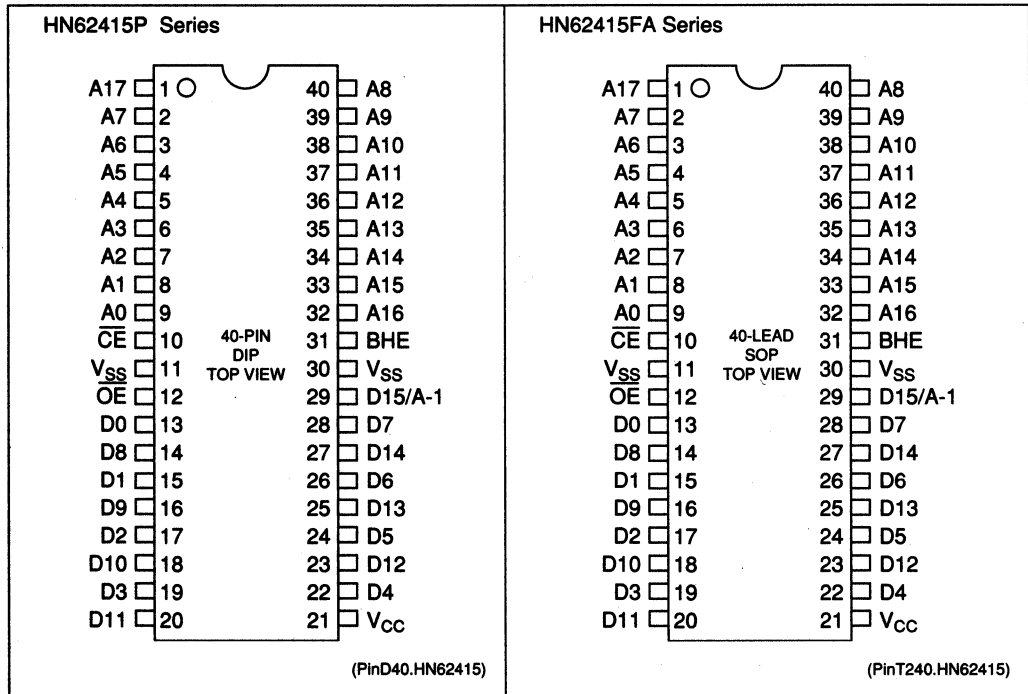 HN62415P Series
A17 1 40 A8
A7 2 39 A9
A6 3 38 A10
A5 4 37 A11
A4 5 36 A12
A3 6 35 A13
A2 7 34 A14
A1 8 33 A15
A0 9 32 A16
C̅E̅ 10 31 BHE
VSS 11 30 VSS
O̅E̅ 12 29 D15/A-1
D0 13 28 D7
D8 14 27 D14
D1 15 26 D6
D9 16 25 D13
D2 17 24 D5
D10 18 23 D12
D3 19 22 D4
D11 20 21 VCC
40-PIN
DIP
TOP VIEW
(PinD40.HN62415)
HN62415FA Series
A17 1 40 A8
A7 2 39 A9
A6 3 38 A10
A5 4 37 A11
A4 5 36 A12
A3 6 35 A13
A2 7 34 A14
A1 8 33 A15
A0 9 32 A16
C̅E̅ 10 31 BHE
VSS 11 30 VSS
O̅E̅ 12 29 D15/A-1
D0 13 28 D7
D8 14 27 D14
D1 15 26 D6
D9 16 25 D13
D2 17 24 D5
D10 18 23 D12
D3 19 22 D4
D11 20 21 VCC
40-LEAD
SOP
TOP VIEW
(PinT240.HN62415)